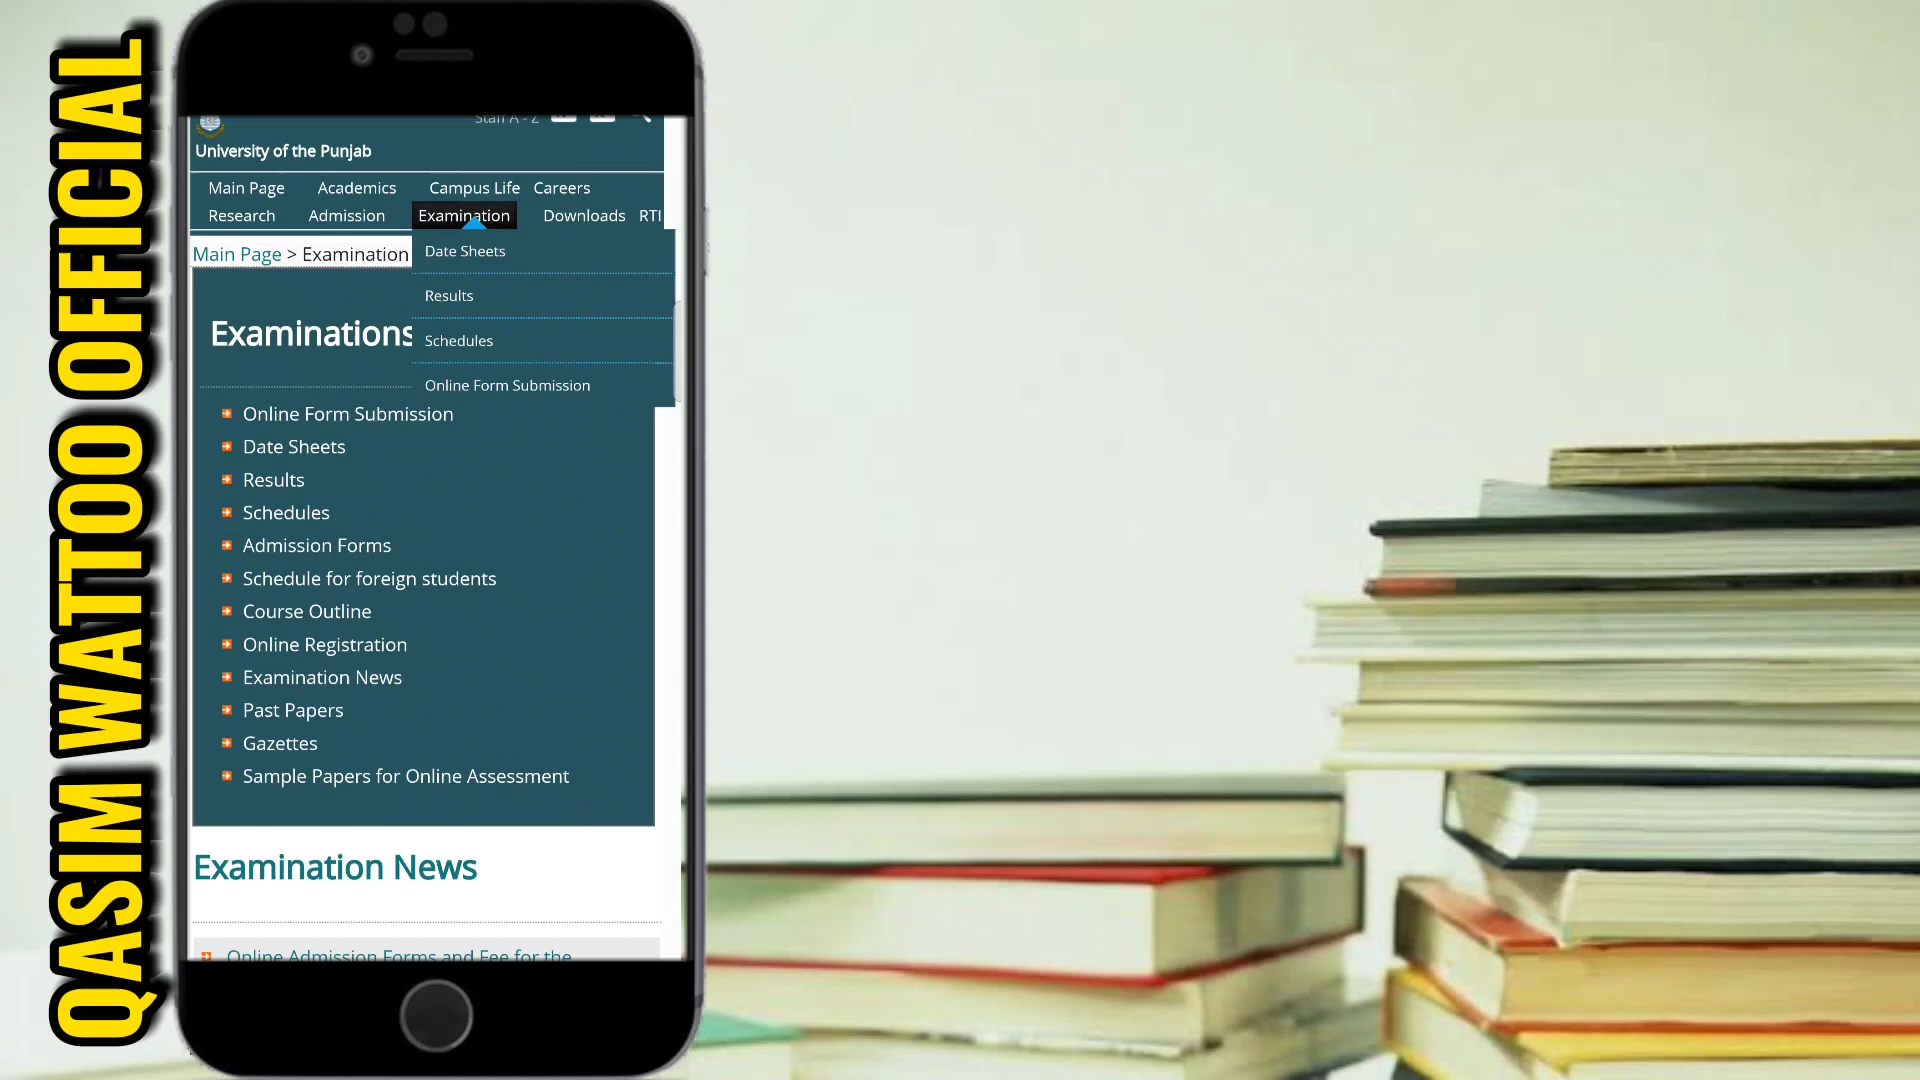 QASIM WATTOO OFFICIAL
Staff A - Z
University of the Punjab
Main Page Academics Campus Life Careers
Research Admission Examination Downloads RTI
Main Page > Examination
Date Sheets
Results
Schedules
Online Form Submission
Examinations
Online Form Submission
Date Sheets
Results
Schedules
Admission Forms
Schedule for foreign students
Course Outline
Online Registration
Examination News
Past Papers
Gazettes
Sample Papers for Online Assessment
Examination News
Online Admission Forms and Fee for the